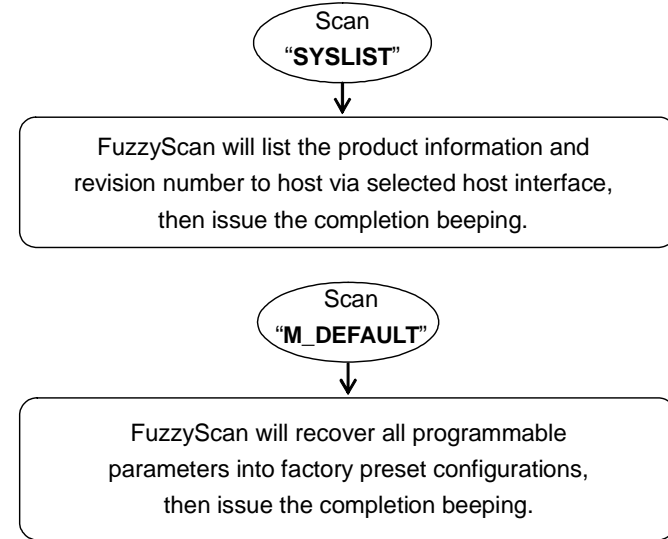 Scan
“SYSLIST”
FuzzyScan will list the product information and
revision number to host via selected host interface,
then issue the completion beeping.
Scan
“M_DEFAULT”
FuzzyScan will recover all programmable
parameters into factory preset configurations,
then issue the completion beeping.